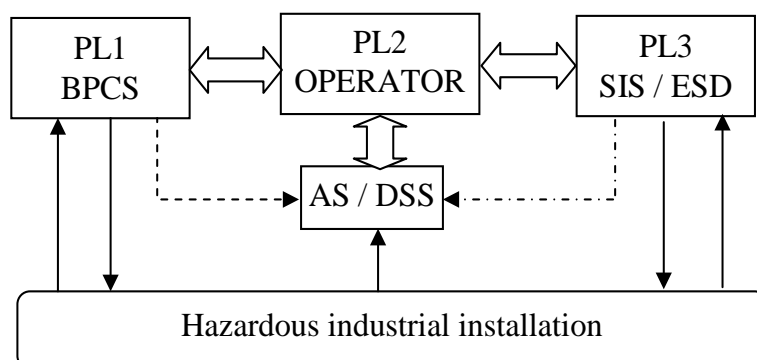 PL1
BPCS
PL2
OPERATOR
PL3
SIS / ESD
AS / DSS
Hazardous industrial installation